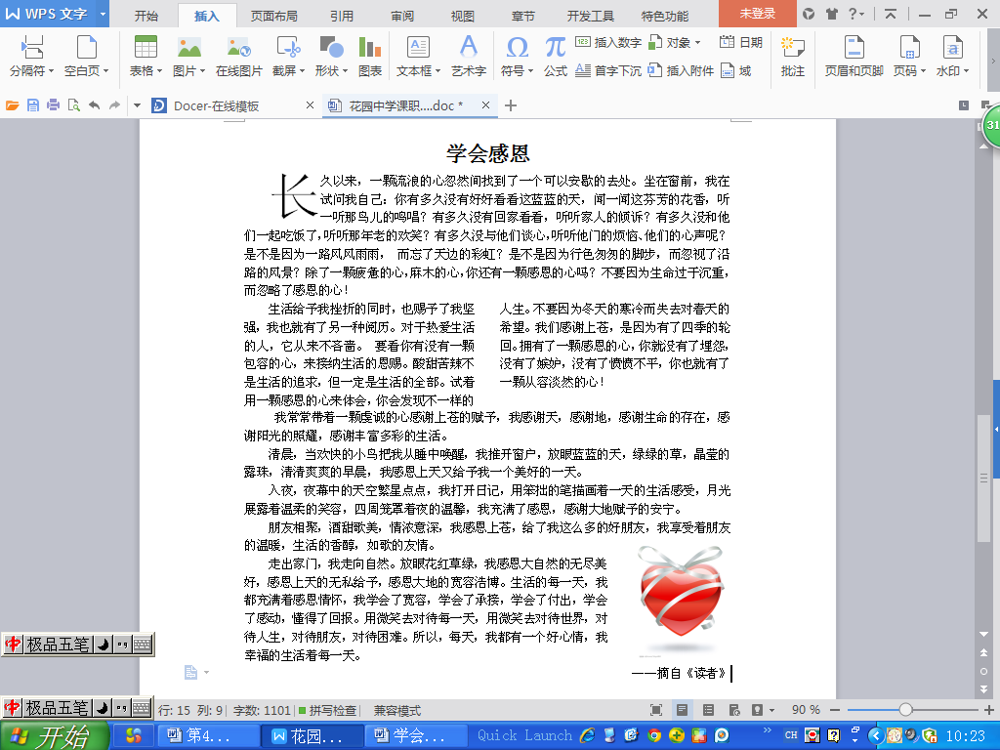 WPS 文字 开始 插入 页面布局 引用 审阅 视图 章节 开发工具 特色功能 未登录
插入数字 对象 日期
分隔符 空白页 表格 图片 在线图片 截屏 形状 图表 文本框 艺术字 符号 公式 首字下沉 插入附件 域 批注 页眉和页脚 页码 水印
Docer-在线模板 花园中学课职....doc *
31
学会感恩
长久以来，一颗流浪的心忽然间找到了一个可以安歇的去处。坐在窗前，我在
试问我自己：你有多久没有好好看看这蓝蓝的天，闻一闻这芬芳的花香，听
一听那鸟儿的鸣唱？有多久没有回家看看，听听家人的倾诉？有多久没和他
们一起吃饭了，听听那年老的欢笑？有多久没与他们谈心，听听他们的烦恼、他们的心声呢？
是不是因为一路风风雨雨， 而忘了天边的彩虹？是不是因为行色匆匆的脚步，而忽视了沿
路的风景？除了一颗疲惫的心，麻木的心，你还有一颗感恩的心吗？不要因为生命过于沉重，
而忽略了感恩的心！
生活给予我挫折的同时，也赐予了我坚
强，我也就有了另一种阅历。对于热爱生活
的人，它从来不吝啬。 要看你有没有一颗
包容的心，来接纳生活的恩赐。酸甜苦辣不
是生活的追求，但一定是生活的全部。试着
用一颗感恩的心来体会，你会发现不一样的
人生。不要因为冬天的寒冷而失去对春天的
希望。我们感谢上苍，是因为有了四季的轮
回。拥有了一颗感恩的心，你就没有了埋怨，
没有了嫉妒，没有了愤愤不平，你也就有了
一颗从容淡然的心！
我常常带着一颗虔诚的心感谢上苍的赋予，我感谢天，感谢地，感谢生命的存在，感
谢阳光的照耀，感谢丰富多彩的生活。
清晨，当欢快的小鸟把我从睡中唤醒，我推开窗户，放眼蓝蓝的天，绿绿的草，晶莹的
露珠，清清爽爽的早晨，我感恩上天又给予我一个美好的一天。
入夜，夜幕中的天空繁星点点，我打开日记，用笨拙的笔描画着一天的生活感受，月光
展露着温柔的笑容，四周笼罩着夜的温馨，我充满了感恩，感谢大地赋予的安宁。
朋友相聚，酒甜歌美，情浓意深，我感恩上苍，给了我这么多的好朋友，我享受着朋友
的温暖，生活的香醇，如歌的友情。
走出家门，我走向自然。放眼花红草绿，我感恩大自然的无尽美
好，感恩上天的无私给予，感恩大地的宽容浩博。生活的每一天，我
都充满着感恩情怀，我学会了宽容，学会了承接，学会了付出，学会
了感动，懂得了回报。用微笑去对待每一天，用微笑去对待世界，对
待人生，对待朋友，对待困难。所以，每天，我都有一个好心情，我
幸福的生活着每一天。
——摘自《读者》
中 极品五笔
中 极品五笔
行: 15 列: 9 字数: 1101 拼写检查 兼容模式 90 %
开始 第4... 花园... 学会... Quick Launch CH 10:23